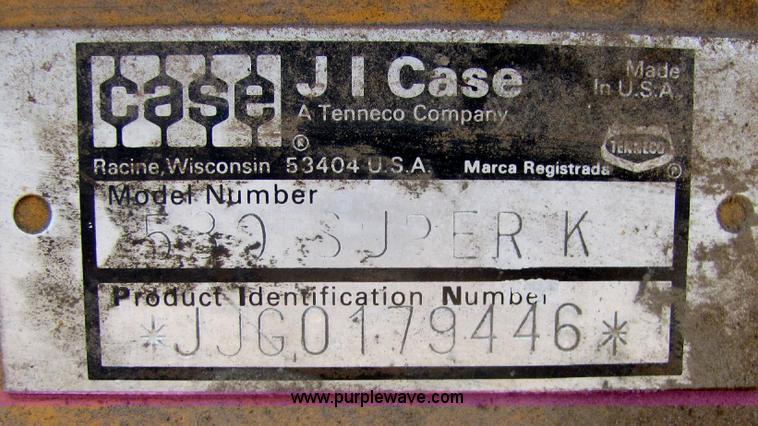 case
J I Case
A Tenneco Company
Made
In U.S.A.
Racine, Wisconsin 53404 U.S.A.
Marca Registrada
TENNECO
®
®
Model Number
SUPER K
Product Identification Number
*JJG0179446*
www.purplewave.com